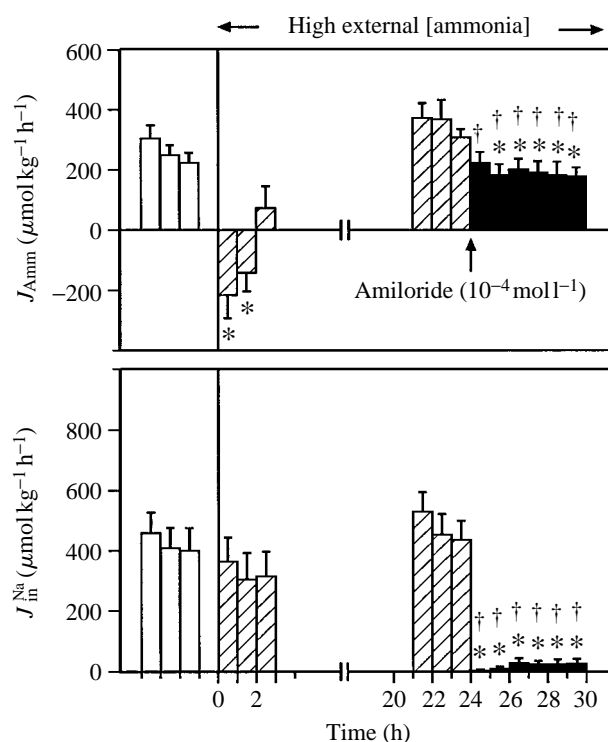 High external [ammonia]
600
400
200
0
−200
J_Amm (μmol kg⁻¹ h⁻¹)
† † † † † †
* * * * *
* *
Amiloride (10⁻⁴ mol l⁻¹)
800
600
400
200
0
J_in^Na (μmol kg⁻¹ h⁻¹)
† † † † † †
* * * * * *
0 2 20 22 24 26 28 30
Time (h)